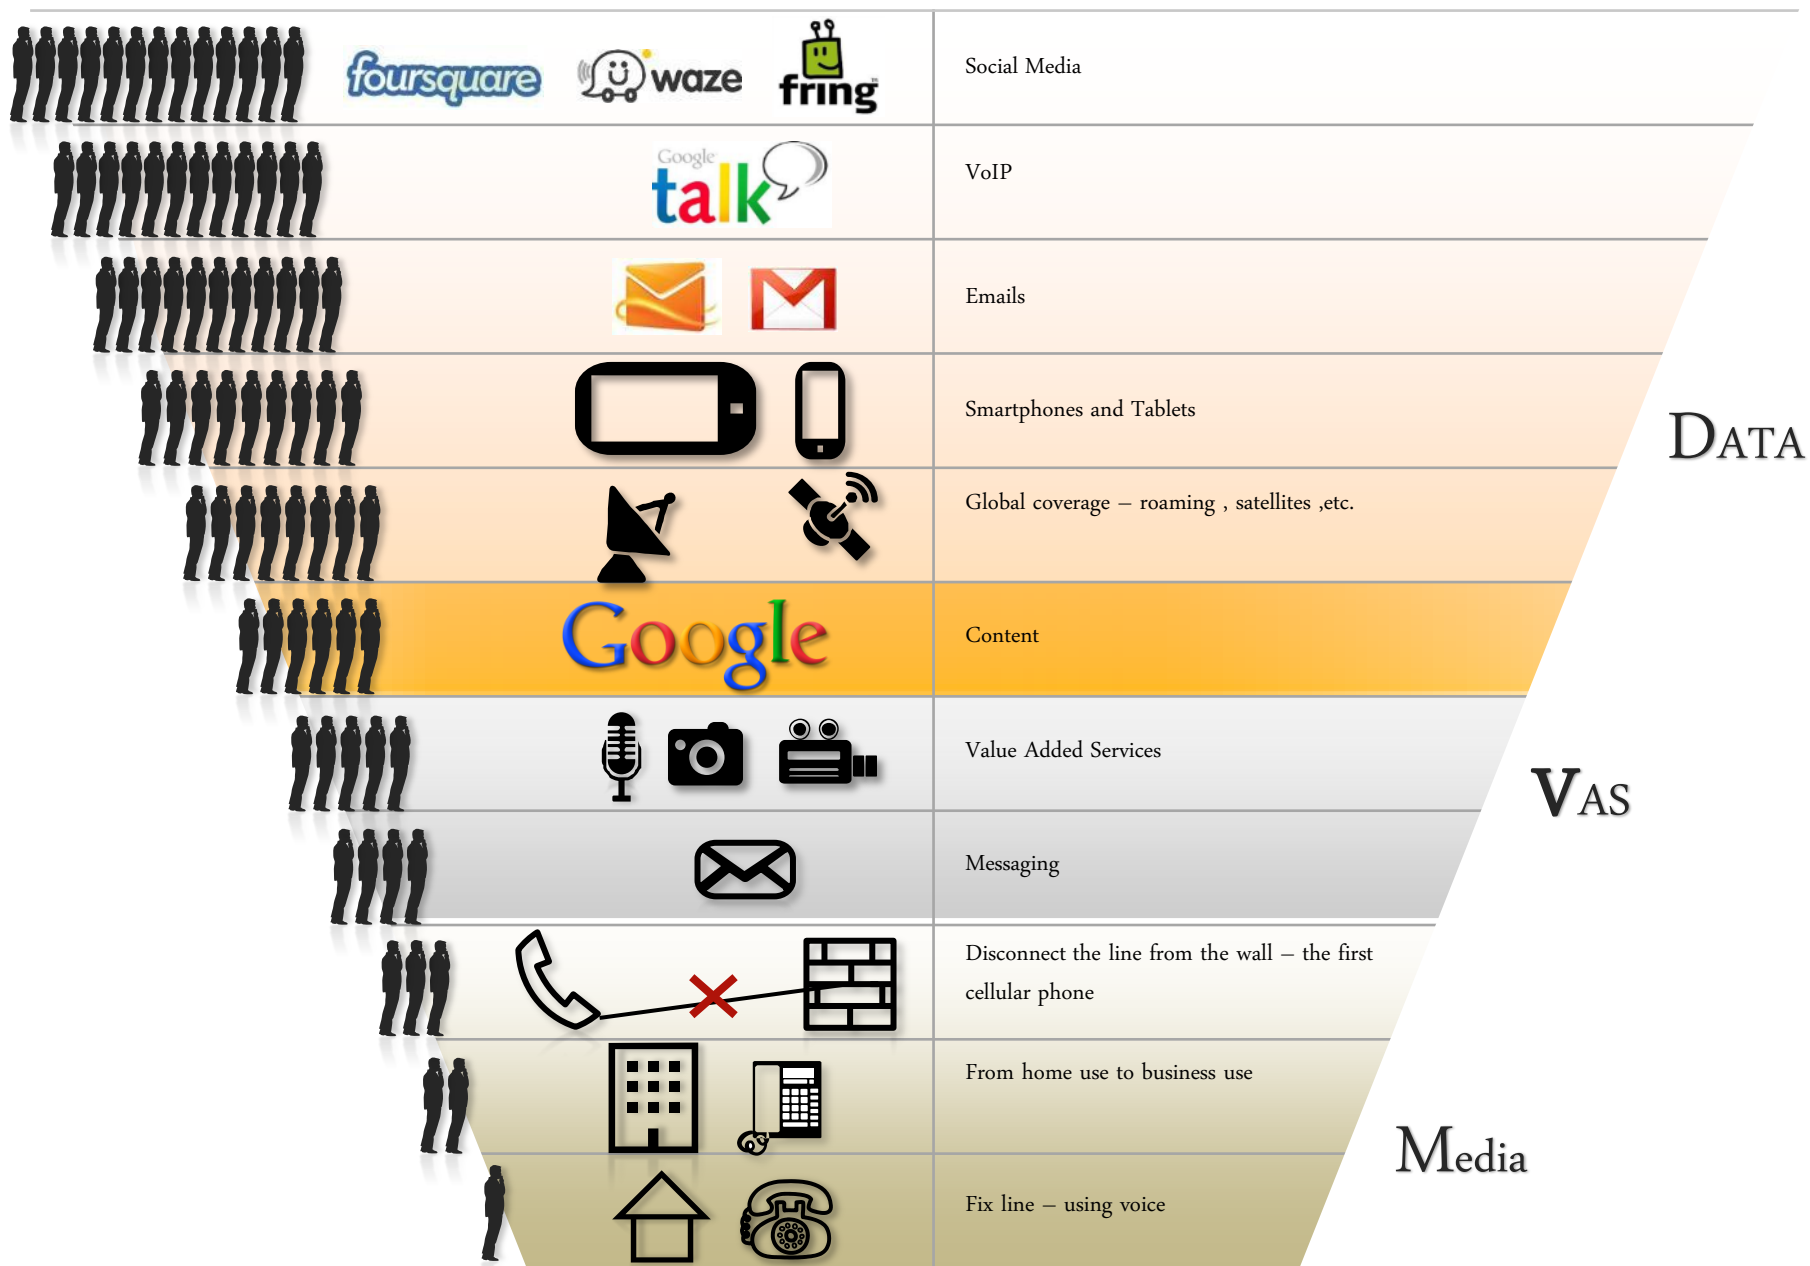 foursquare waze fring™ Social Media
Google
talk VoIP
Emails
Smartphones and Tablets
DATA
Global coverage – roaming , satellites ,etc.
Google Content
Value Added Services
VAS
Messaging
Disconnect the line from the wall – the first
cellular phone
From home use to business use
Media
Fix line – using voice